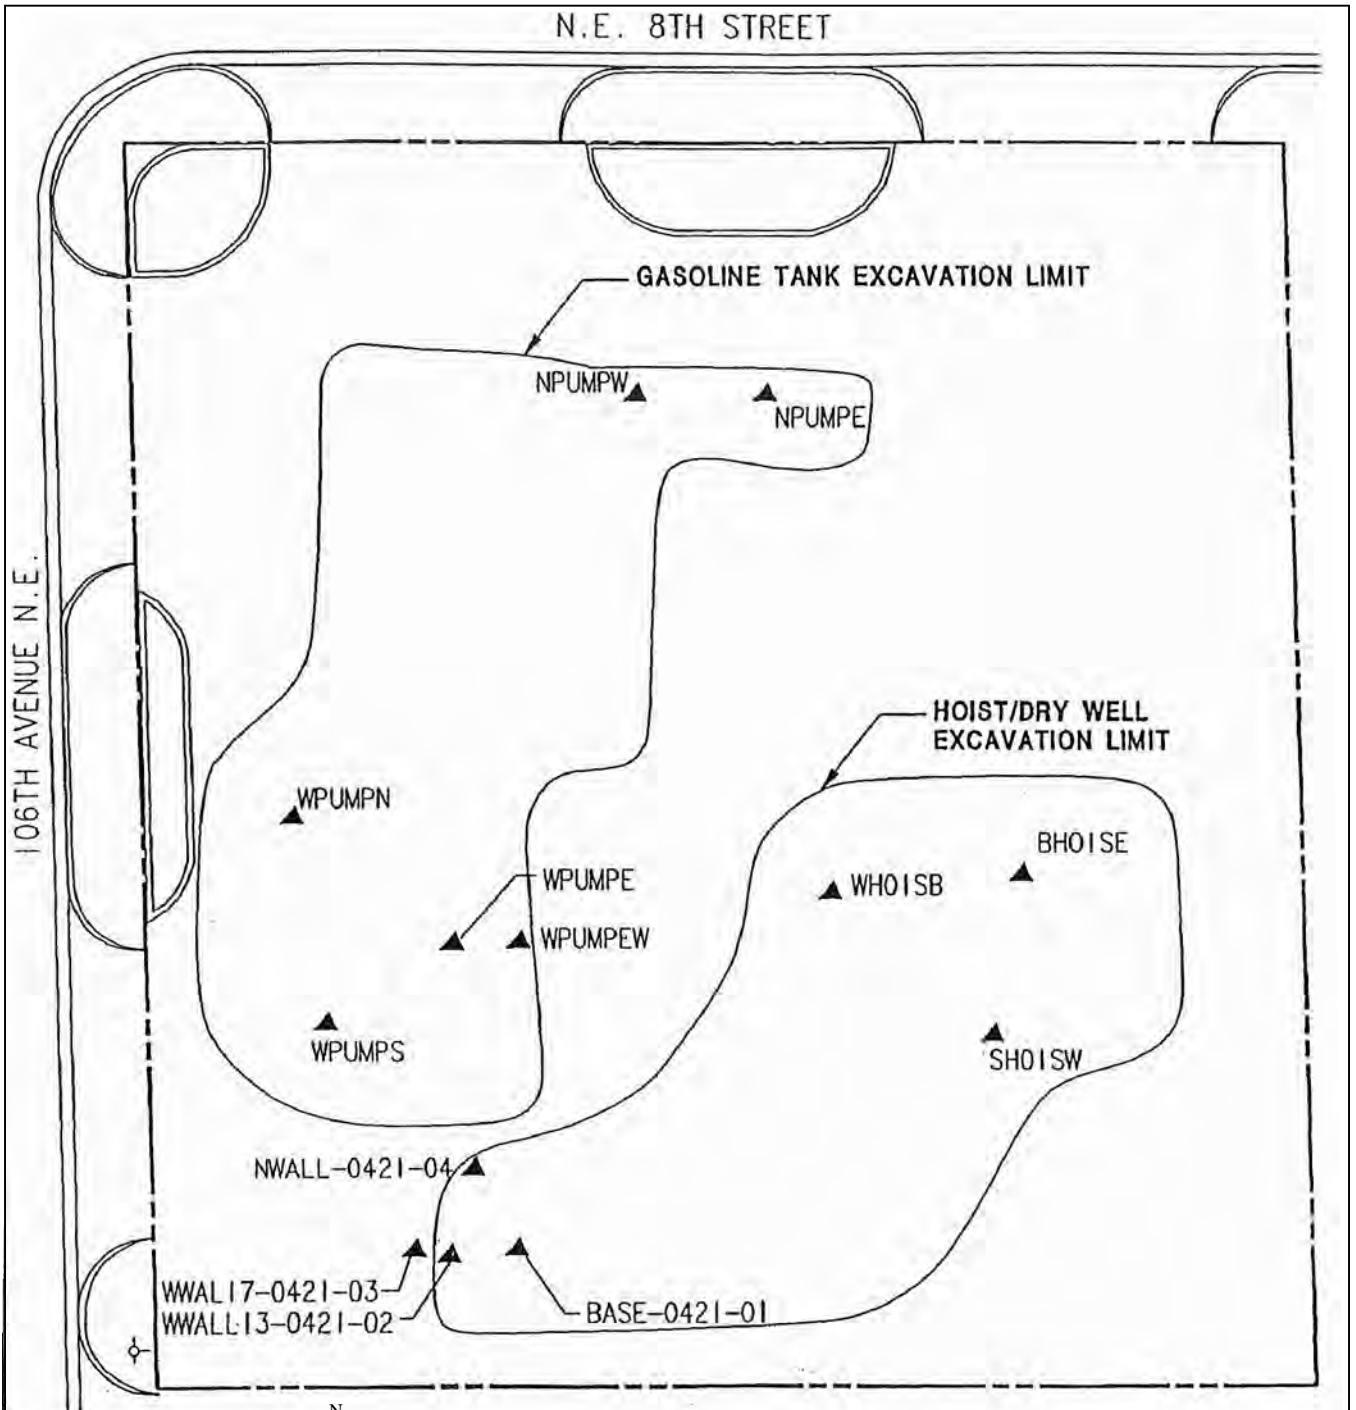 N.E. 8TH STREET
GASOLINE TANK EXCAVATION LIMIT
NPUMPW
NPUMPE
106TH AVENUE N.E.
HOIST/DRY WELL
EXCAVATION LIMIT
WPUMPN
BHOISE
WPUMPE
WHOISB
WPUMPEW
WPUMPS
SHOISW
NWALL-0421-04
WWAL17-0421-03
WWALL13-0421-02
BASE-0421-01
N